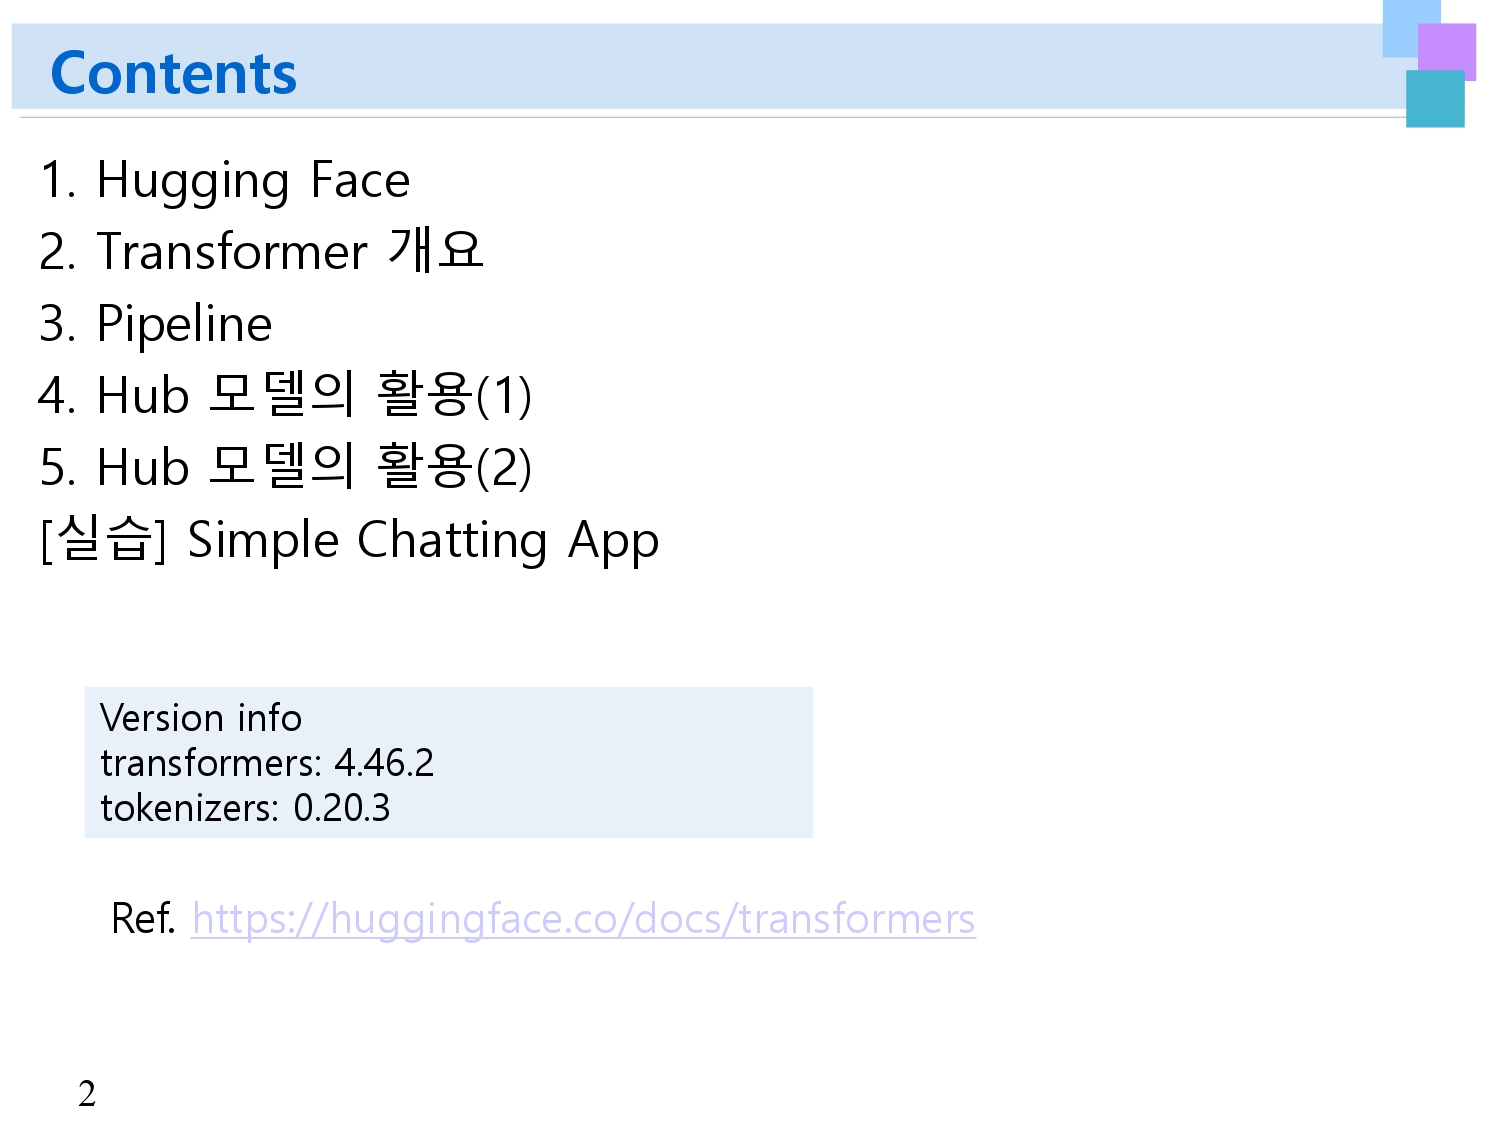 Contents
1. Hugging Face
2. Transformer 개요
3. Pipeline
4. Hub 모델의 활용(1)
5. Hub 모델의 활용(2)
[실습] Simple Chatting App
Version info
transformers: 4.46.2
tokenizers: 0.20.3
Ref. https://huggingface.co/docs/transformers
2